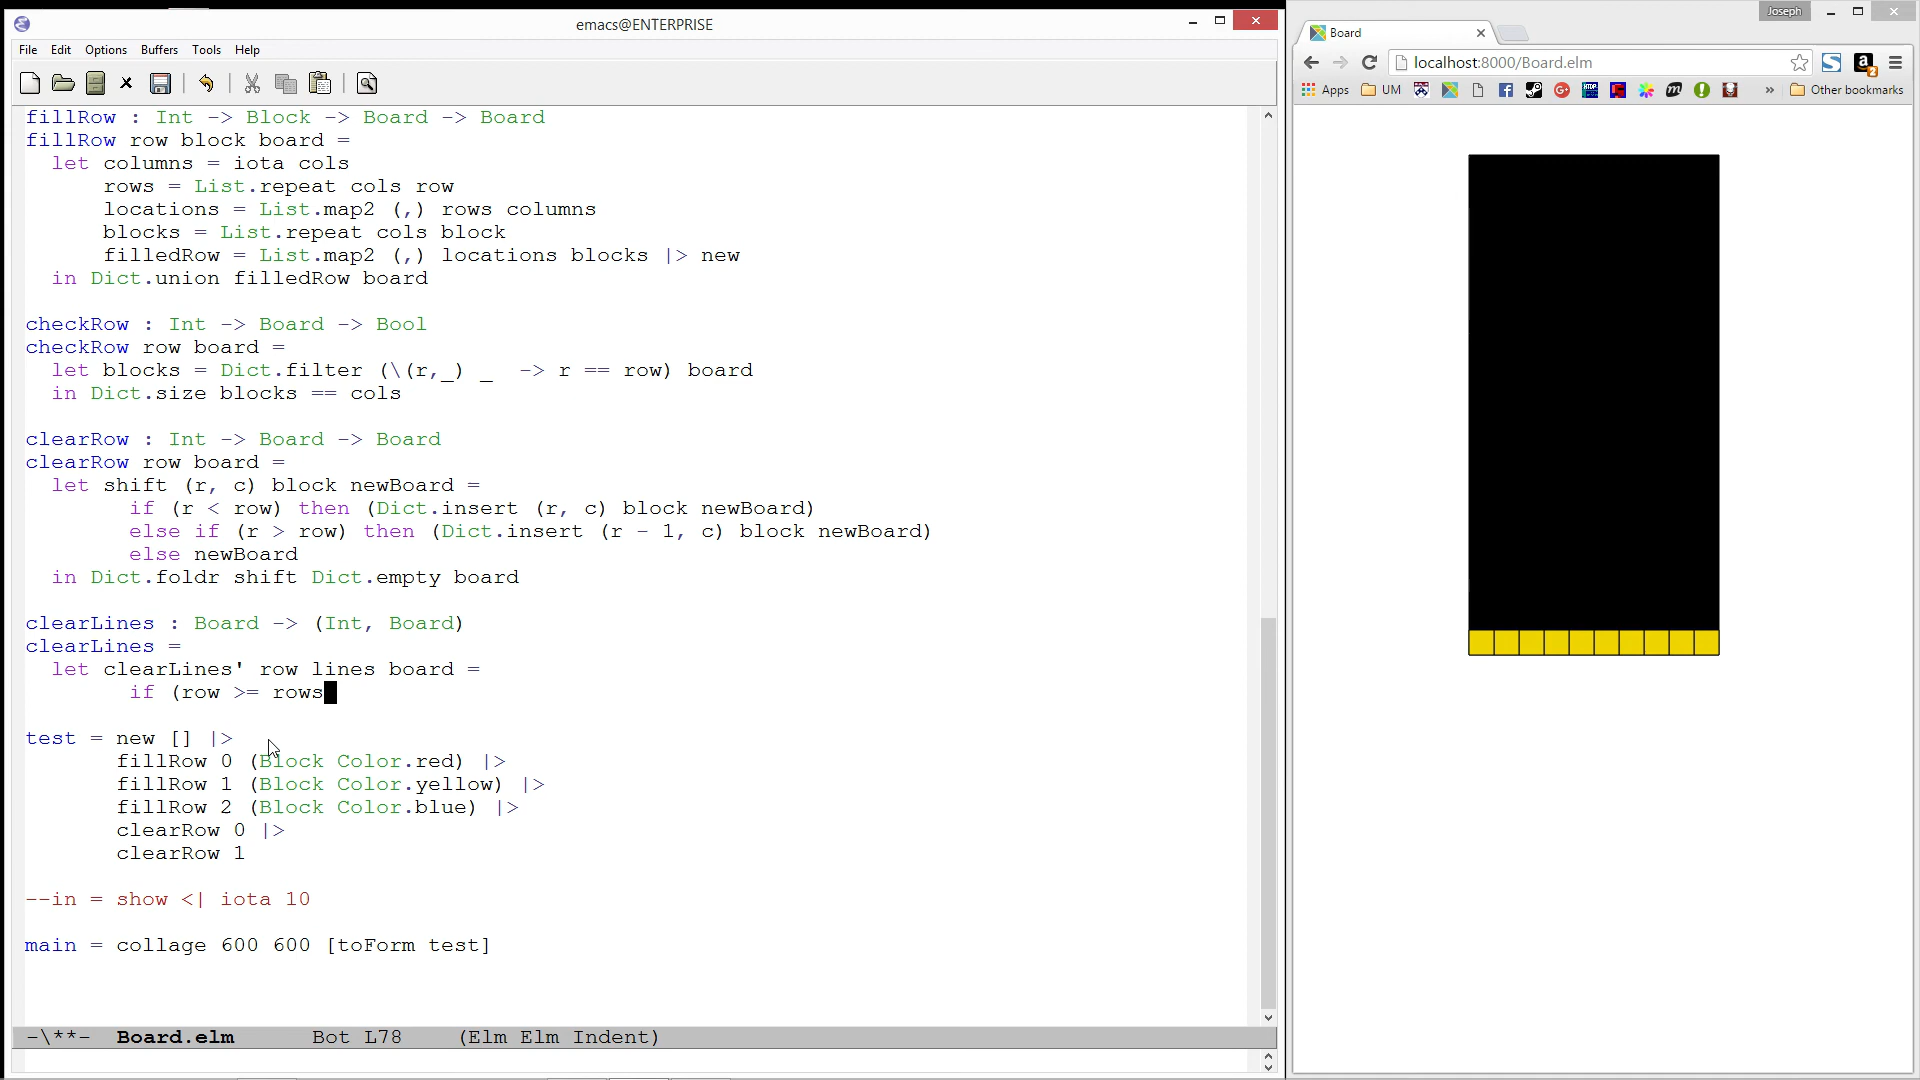 emacs@ENTERPRISE
File Edit Options Buffers Tools Help
fillRow : Int -> Block -> Board -> Board
fillRow row block board =
  let columns = iota cols
      rows = List.repeat cols row
      locations = List.map2 (,) rows columns
      blocks = List.repeat cols block
      filledRow = List.map2 (,) locations blocks |> new
  in Dict.union filledRow board
checkRow : Int -> Board -> Bool
checkRow row board =
  let blocks = Dict.filter (\(r,_) _  -> r == row) board
  in Dict.size blocks == cols
clearRow : Int -> Board -> Board
clearRow row board =
  let shift (r, c) block newBoard =
        if (r < row) then (Dict.insert (r, c) block newBoard)
        else if (r > row) then (Dict.insert (r - 1, c) block newBoard)
        else newBoard
  in Dict.foldr shift Dict.empty board
clearLines : Board -> (Int, Board)
clearLines =
  let clearLines' row lines board =
        if (row >= rows
test = new [] |>
       fillRow 0 (Block Color.red) |>
       fillRow 1 (Block Color.yellow) |>
       fillRow 2 (Block Color.blue) |>
       clearRow 0 |>
       clearRow 1
--in = show <| iota 10
main = collage 600 600 [toForm test]
-\**-  Board.elm      Bot L78    (Elm Elm Indent)
Joseph
Board
localhost:8000/Board.elm
Apps UM » Other bookmarks